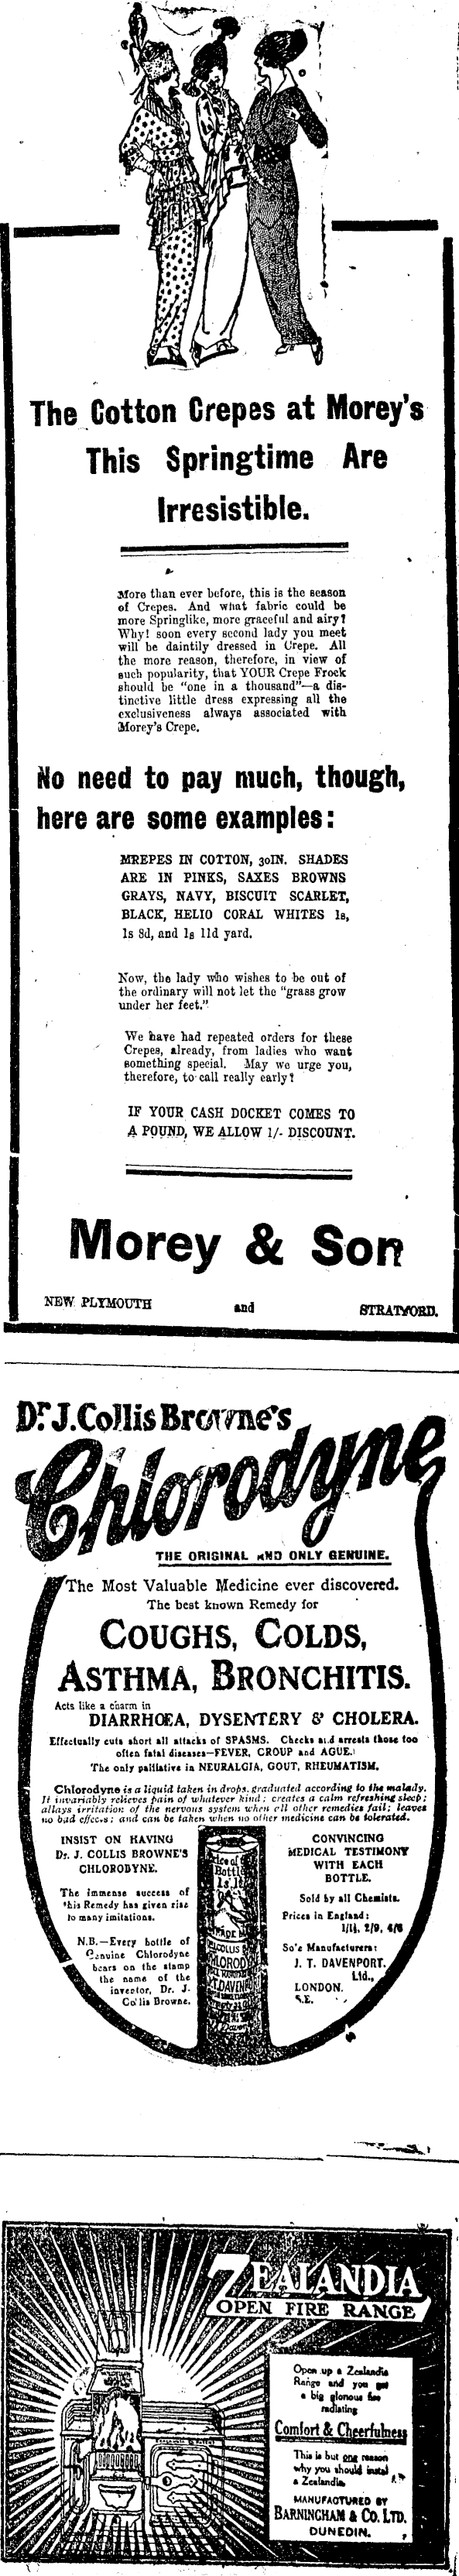 The Cotton Crepes at Morey's
This Springtime Are
Irresistible.
More than ever before, this is the season
of Crepes. And what fabric could be
more Springlike, more graceful and airy?
Why! soon every second lady you meet
will be daintily dressed in Crepe. All
the more reason, therefore, in view of
such popularity, that YOUR Crepe Frock
should be "one in a thousand"—a dis-
tinctive little dress expressing all the
exclusiveness always associated with
Morey's Crepe.
No need to pay much, though,
here are some examples:
MREPES IN COTTON, 30IN. SHADES
ARE IN PINKS, SAXES BROWNS
GRAYS, NAVY, BISCUIT SCARLET,
BLACK, HELIO CORAL WHITES 1s,
1s 8d, and 1s 11d yard.
Now, the lady who wishes to be out of
the ordinary will not let the "grass grow
under her feet."
We have had repeated orders for these
Crepes, already, from ladies who want
something special. May we urge you,
therefore, to call really early?
IF YOUR CASH DOCKET COMES TO
A POUND, WE ALLOW 1/- DISCOUNT.
Morey & Son
NEW PLYMOUTH and STRATFORD.
Dr. J. Collis Browne's
Chlorodyne
THE ORIGINAL AND ONLY GENUINE.
The Most Valuable Medicine ever discovered.
The best known Remedy for
COUGHS, COLDS,
ASTHMA, BRONCHITIS.
Acts like a charm in
DIARRHŒA, DYSENTERY & CHOLERA.
Effectually cuts short all attacks of SPASMS. Checks and arrests those too
often fatal diseases—FEVER, CROUP and AGUE.
The only palliative in NEURALGIA, GOUT, RHEUMATISM.
Chlorodyne is a liquid taken in drops, graduated according to the malady.
It invariably relieves pain of whatever kind; creates a calm refreshing sleep;
allays irritation of the nervous system when all other remedies fail; leaves
no bad effects; and can be taken when no other medicine can be tolerated.
INSIST ON HAVING
Dr. J. COLLIS BROWNE'S
CHLORODYNE.
The immense success of
this Remedy has given rise
to many imitations.
N.B.—Every bottle of
Genuine Chlorodyne
bears on the stamp
the name of the
inventor, Dr. J.
Collis Browne.
CONVINCING
MEDICAL TESTIMONY
WITH EACH
BOTTLE.
Sold by all Chemists.
Prices in England:
1/1½, 2/9, 4/6
Sole Manufacturers:
J. T. DAVENPORT,
Ltd.,
LONDON.
S.E.
ZEALANDIA
OPEN FIRE RANGE
Open up a Zealandia
Range and you get
a big glorious fire
radiating
Comfort & Cheerfulness
This is but one reason
why you should instal
a Zealandia.
MANUFACTURED BY
BARNINGHAM & CO. LTD.
DUNEDIN.